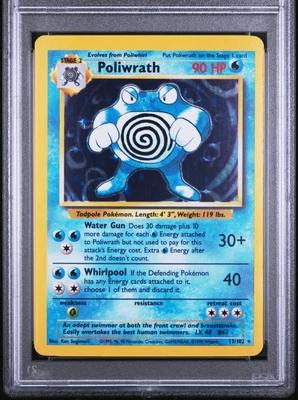 Evolves from Poliwhirl Put Poliwrath on the Stage 1 card
STAGE 2
Poliwrath 90 HP
Tadpole Pokémon. Length: 4' 3", Weight: 119 lbs.
Water Gun Does 30 damage plus 10
more damage for each Energy attached
to Poliwrath but not used to pay for this
attack's Energy cost. Extra Energy after
the 2nd don't count.
30+
Whirlpool If the Defending Pokémon
has any Energy cards attached to it,
choose 1 of them and discard it.
40
weakness resistance retreat cost
An adept swimmer at both the front crawl and breaststroke.
Easily overtakes the best human swimmers. LV. 48 #62
Illus. Ken Sugimori 13/102